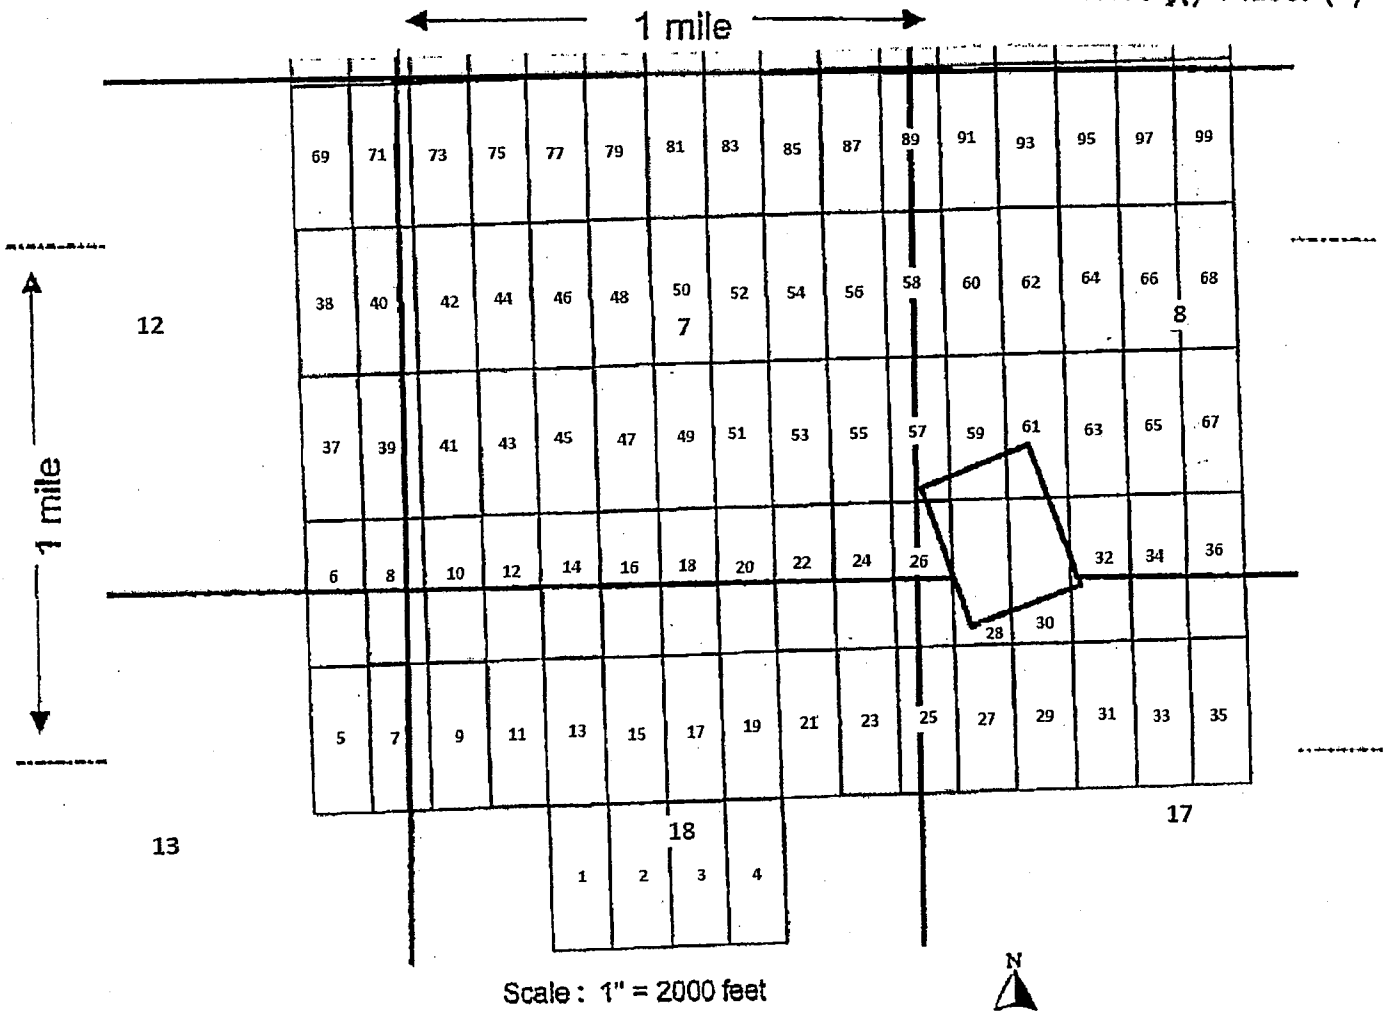 1 mile
69 71 73 75 77 79 81 83 85 87 89 91 93 95 97 99
38 40 42 44 46 48 50 52 54 56 58 60 62 64 66 68
12 7 8
37 39 41 43 45 47 49 51 53 55 57 59 61 63 65 67
1 mile
6 8 10 12 14 16 18 20 22 24 26 32 34 36
28 30
5 7 9 11 13 15 17 19 21 23 25 27 29 31 33 35
13 18 17
1 2 3 4
N
Scale : 1" = 2000 feet